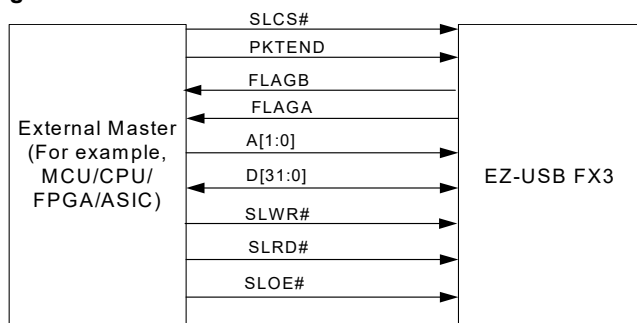 SLCS#
PKTEND
FLAGB
FLAGA
External Master
(For example,
MCU/CPU/
FPGA/ASIC)
A[1:0]
D[31:0]
EZ-USB FX3
SLWR#
SLRD#
SLOE#